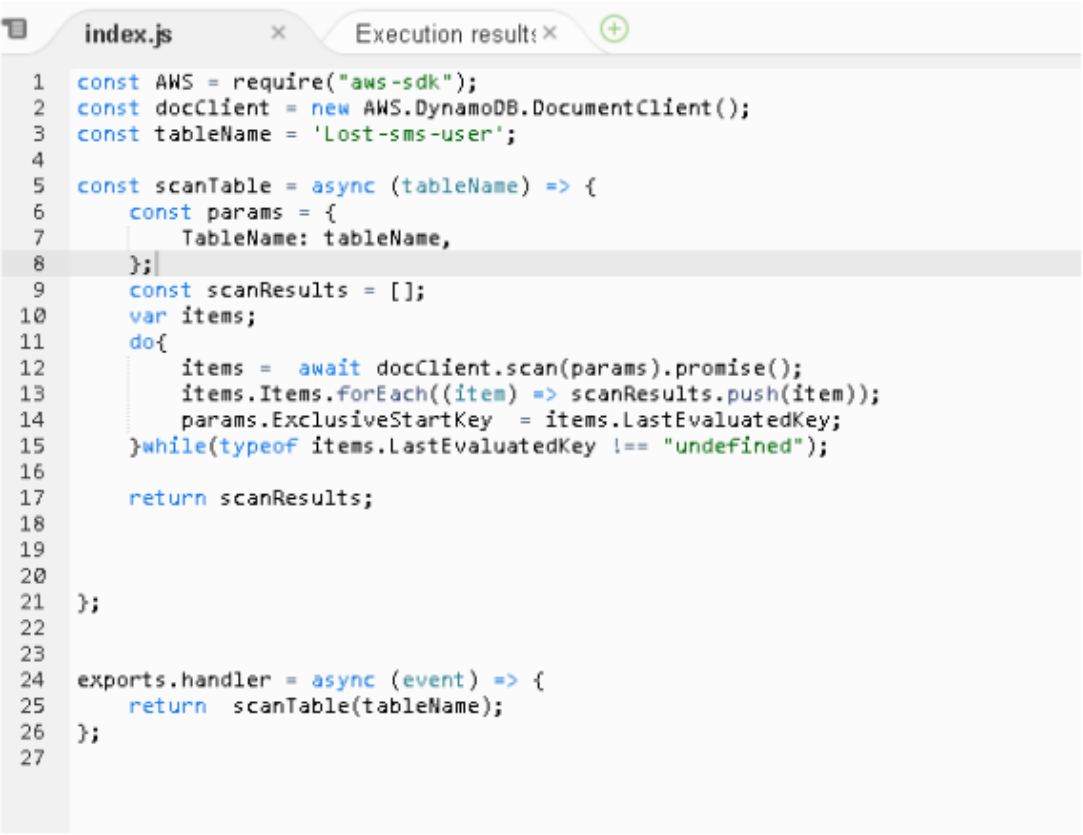 index.js × Execution results × +
1 const AWS = require("aws-sdk");
2 const docClient = new AWS.DynamoDB.DocumentClient();
3 const tableName = 'Lost-sms-user';
4
5 const scanTable = async (tableName) => {
6     const params = {
7         TableName: tableName,
8     };
9     const scanResults = [];
10     var items;
11     do{
12         items =  await docClient.scan(params).promise();
13         items.Items.forEach((item) => scanResults.push(item));
14         params.ExclusiveStartKey  = items.LastEvaluatedKey;
15     }while(typeof items.LastEvaluatedKey !== "undefined");
16
17     return scanResults;
18
19
20
21 };
22
23
24 exports.handler = async (event) => {
25     return  scanTable(tableName);
26 };
27